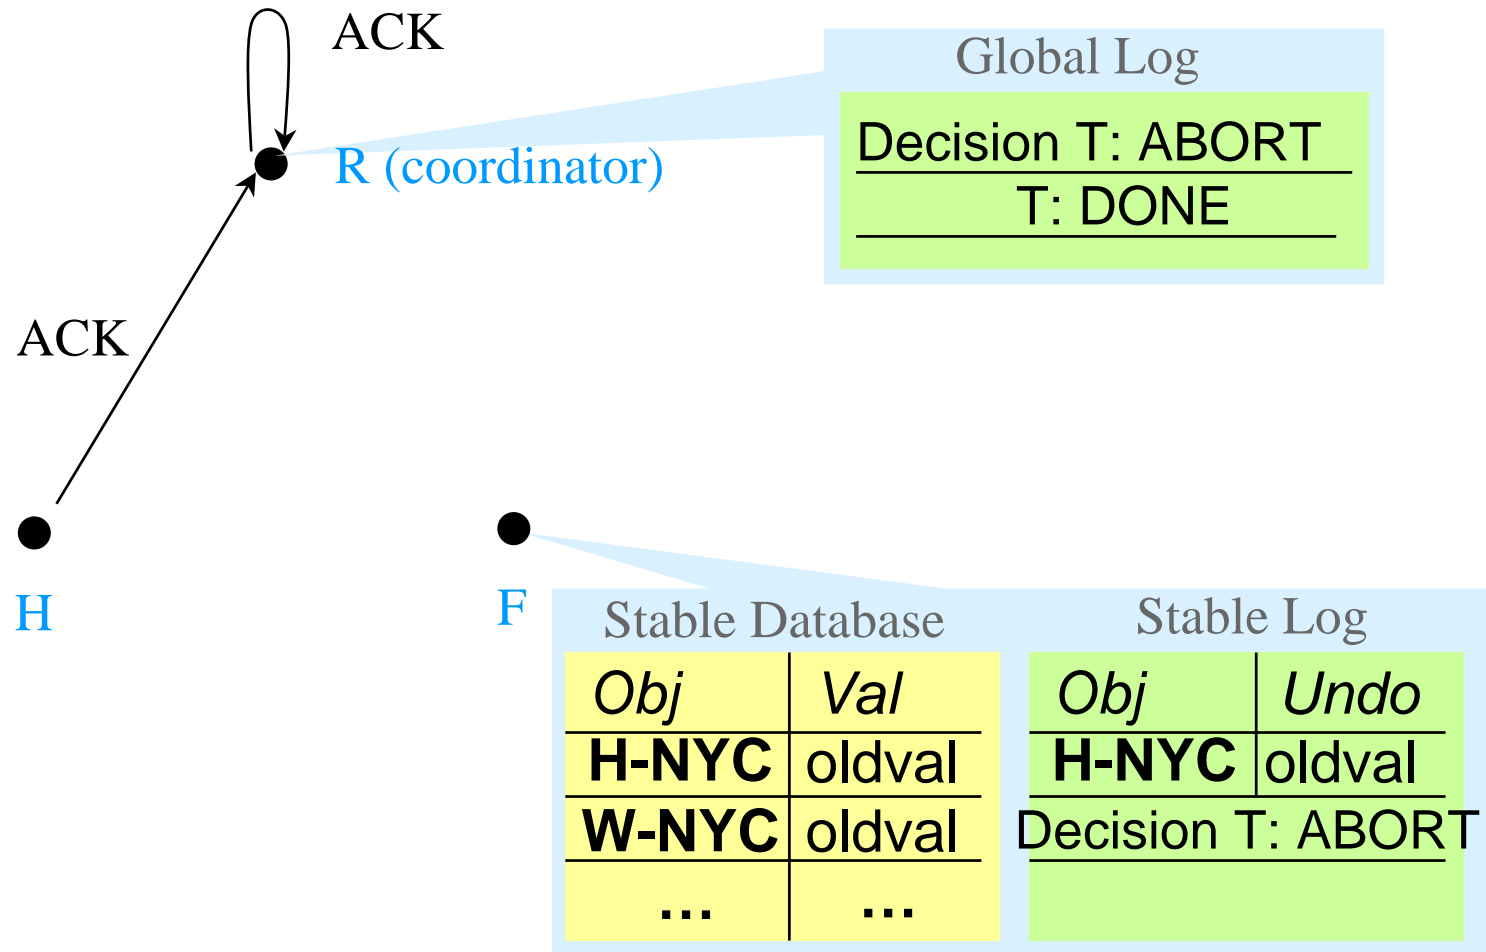 ACK
Global Log
Decision T: ABORT
R (coordinator)
T: DONE
ACK
H
F
Stable Database
Stable Log
Obj Val
Obj Undo
H-NYC oldval
H-NYC oldval
W-NYC oldval
Decision T: ABORT
... ...